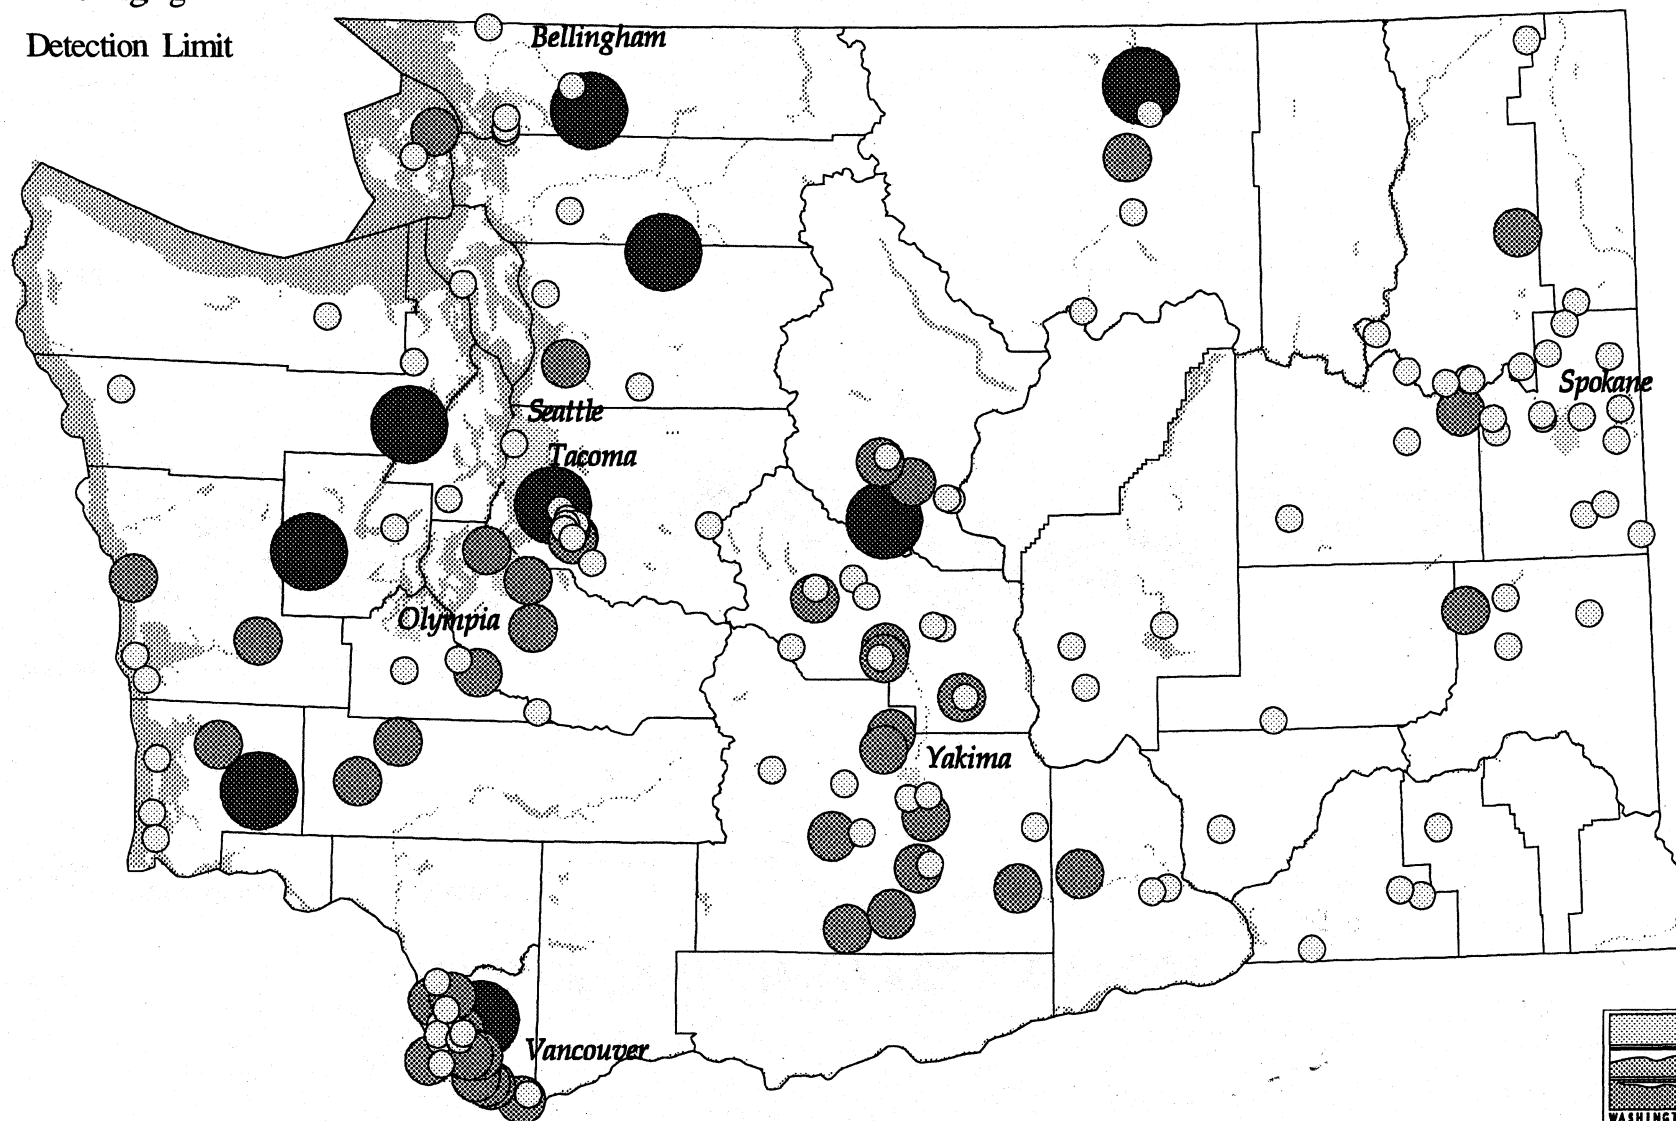 Detection Limit
Bellingham
Spokane
Seattle
Tacoma
Olympia
Yakima
Vancouver